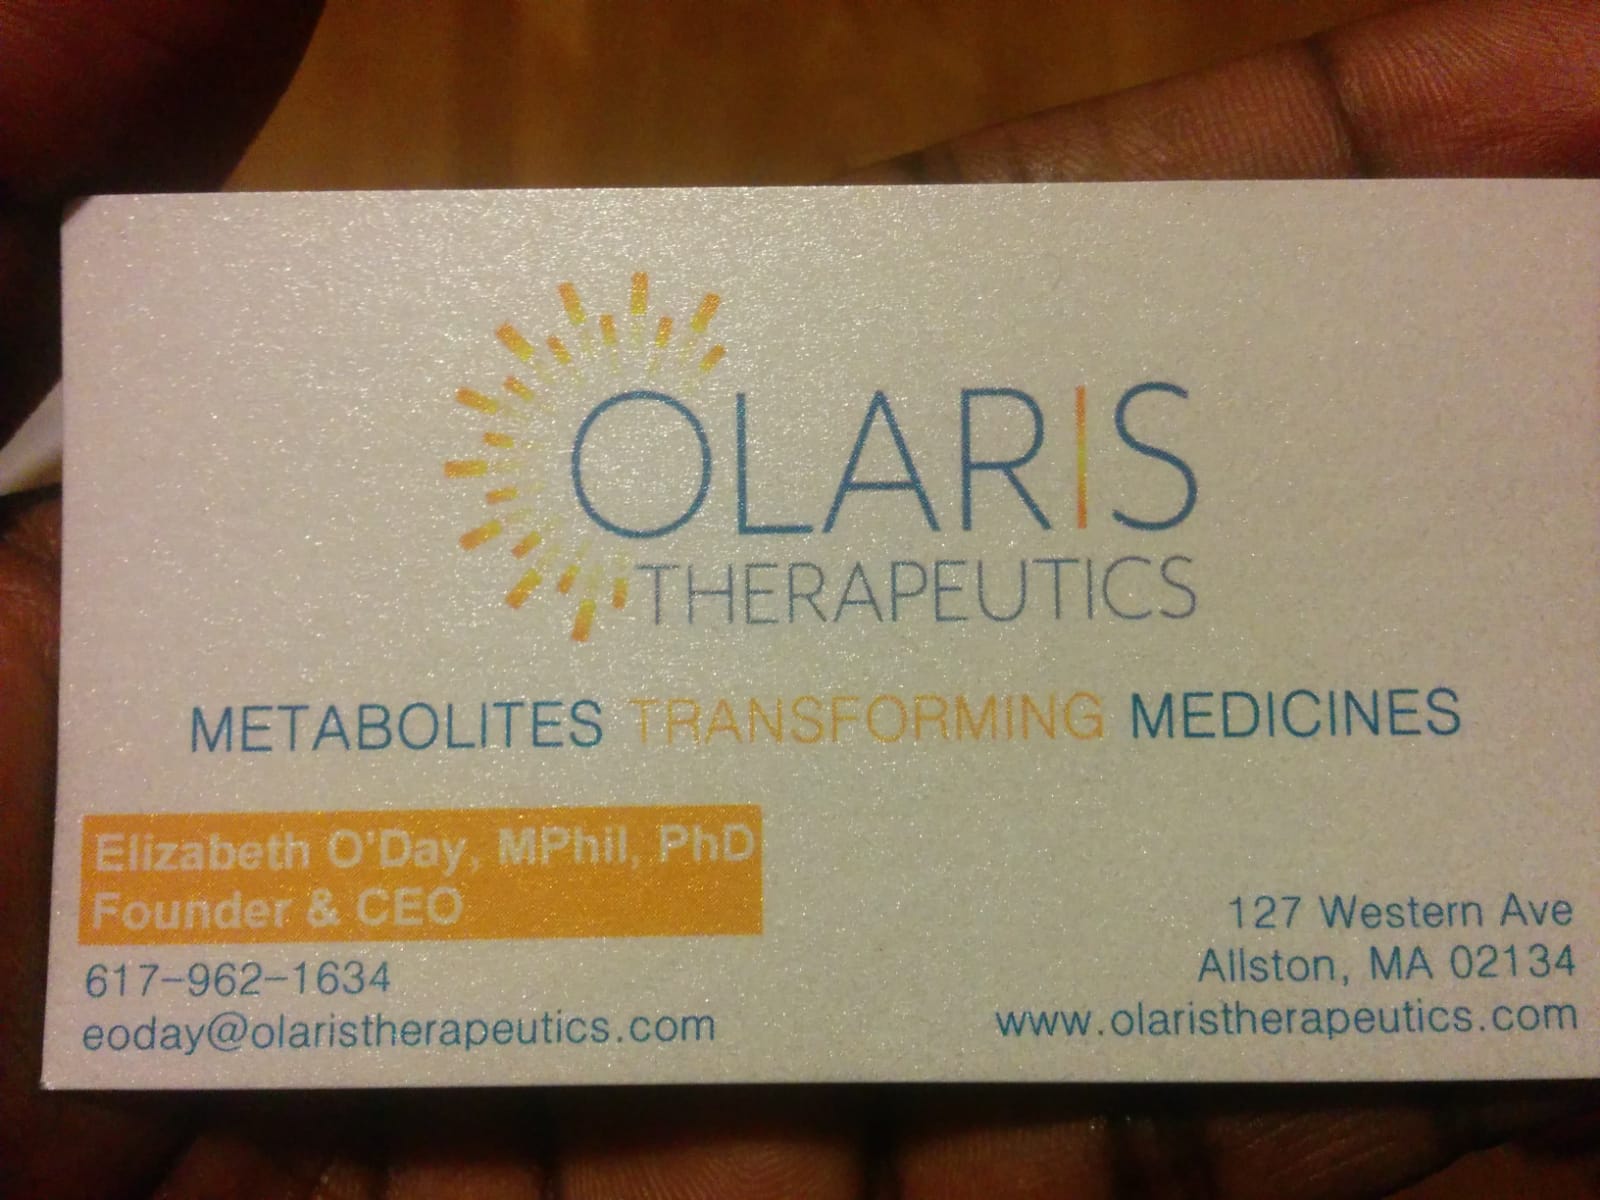 OLARIS
THERAPEUTICS
METABOLITES TRANSFORMING MEDICINES
Elizabeth O'Day, MPhil, PhD
Founder & CEO
617-962-1634
eoday@olaristherapeutics.com
127 Western Ave
Allston, MA 02134
www.olaristherapeutics.com